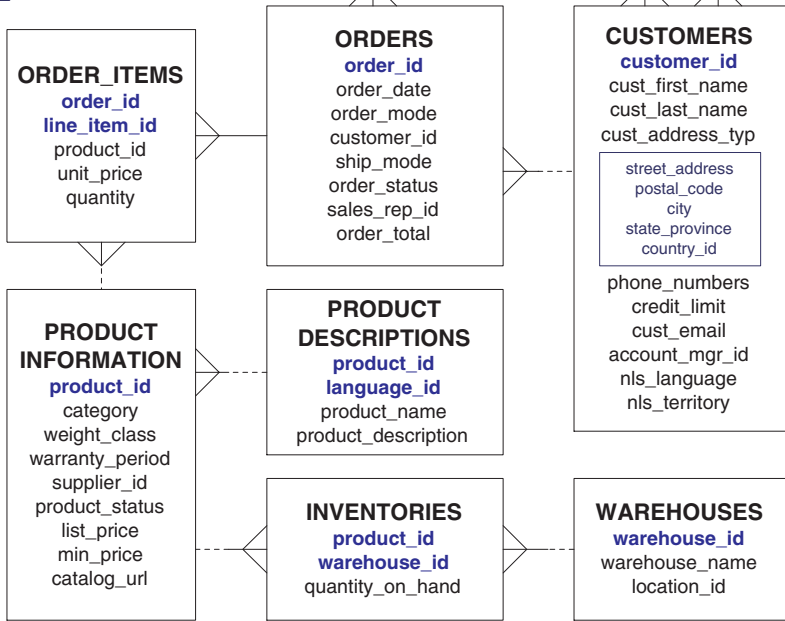 ORDER_ITEMS
order_id
line_item_id
product_id
unit_price
quantity
ORDERS
order_id
order_date
order_mode
customer_id
ship_mode
order_status
sales_rep_id
order_total
CUSTOMERS
customer_id
cust_first_name
cust_last_name
cust_address_typ
street_address
postal_code
city
state_province
country_id
phone_numbers
credit_limit
cust_email
account_mgr_id
nls_language
nls_territory
PRODUCT
INFORMATION
product_id
category
weight_class
warranty_period
supplier_id
product_status
list_price
min_price
catalog_url
PRODUCT
DESCRIPTIONS
product_id
language_id
product_name
product_description
INVENTORIES
product_id
warehouse_id
quantity_on_hand
WAREHOUSES
warehouse_id
warehouse_name
location_id